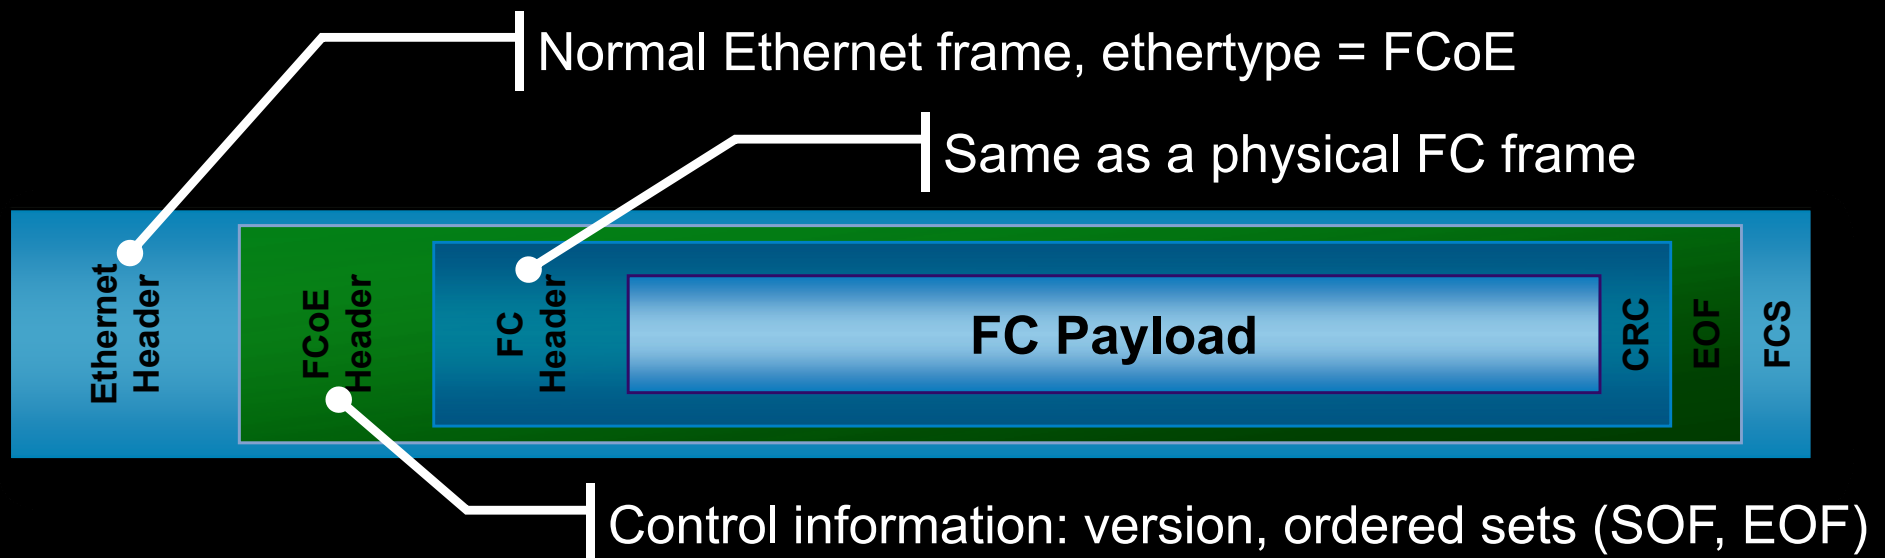 Normal Ethernet frame, ethertype = FCoE
Same as a physical FC frame
Ethernet
Header
FCoE
Header
FC
Header
FC Payload
CRC
EOF
FCS
Control information: version, ordered sets (SOF, EOF)